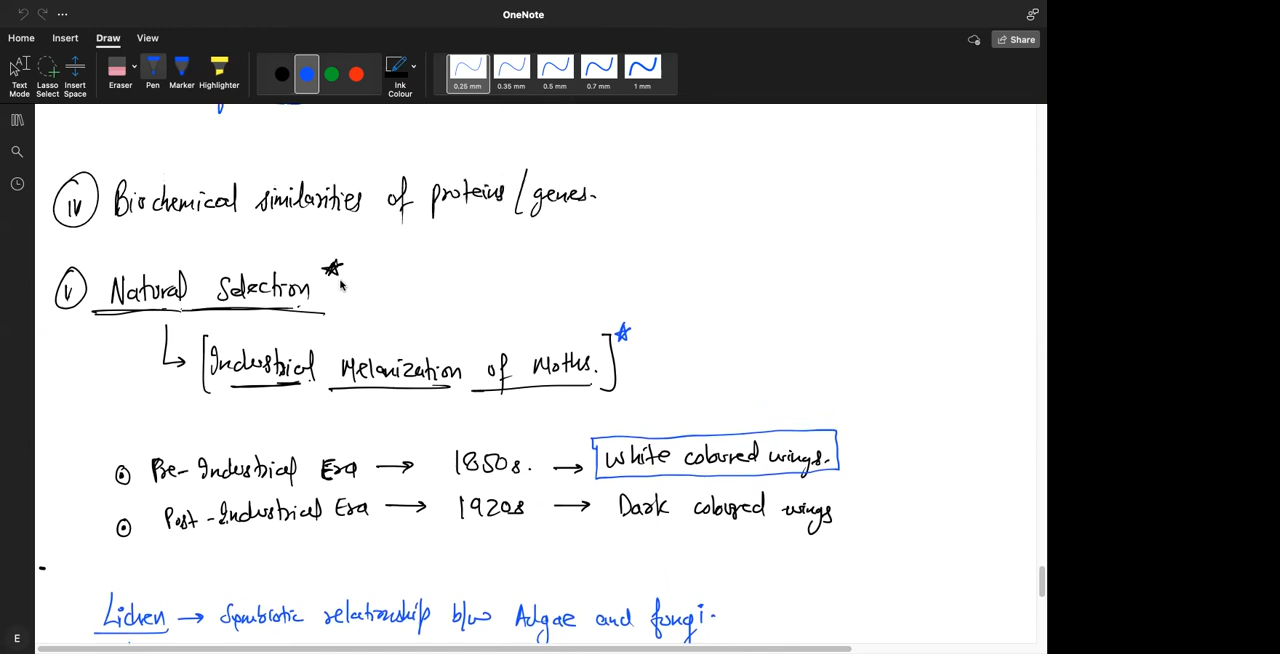 OneNote
Home Insert Draw View
Share
Text Mode Lasso Select Insert Space Eraser Pen Marker Highlighter Ink Colour 0.25 mm 0.35 mm 0.5 mm 0.7 mm 1 mm
iv Biochemical similarities of proteins/genes.
v Natural Selection
[Industrial Melanization of Moths.]
Pre-Industrial Era → 1850s. → White coloured wings.
Post-Industrial Era → 1920s → Dark coloured wings
Lichen → Symbiotic relationship b/w Algae and fungi.
E